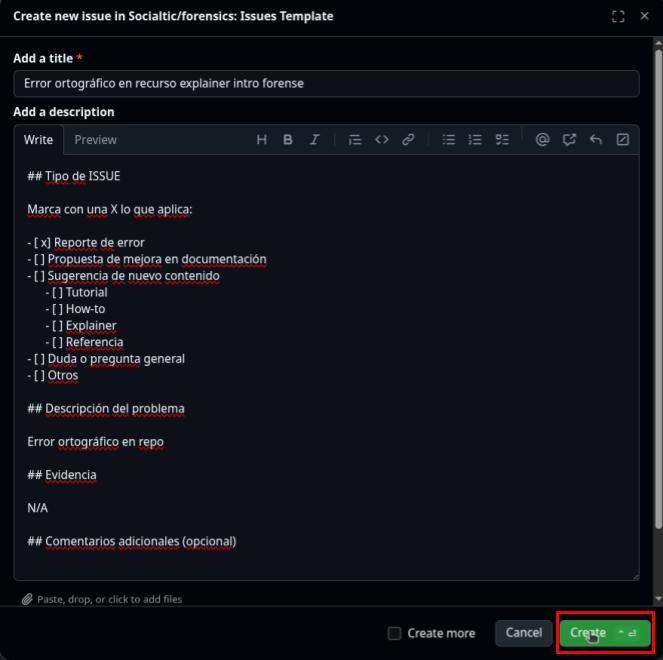 Create new issue in Socialtic/forensics: Issues Template
Add a title *
Error ortográfico en recurso explainer intro forense
Add a description
Write Preview
## Tipo de ISSUE
Marca con una X lo que aplica:
- [ x] Reporte de error
- [ ] Propuesta de mejora en documentación
- [ ] Sugerencia de nuevo contenido
- [ ] Tutorial
- [ ] How-to
- [ ] Explainer
- [ ] Referencia
- [ ] Duda o pregunta general
- [ ] Otros
## Descripción del problema
Error ortográfico en repo
## Evidencia
N/A
## Comentarios adicionales (opcional)
Paste, drop, or click to add files
Create more Cancel Create